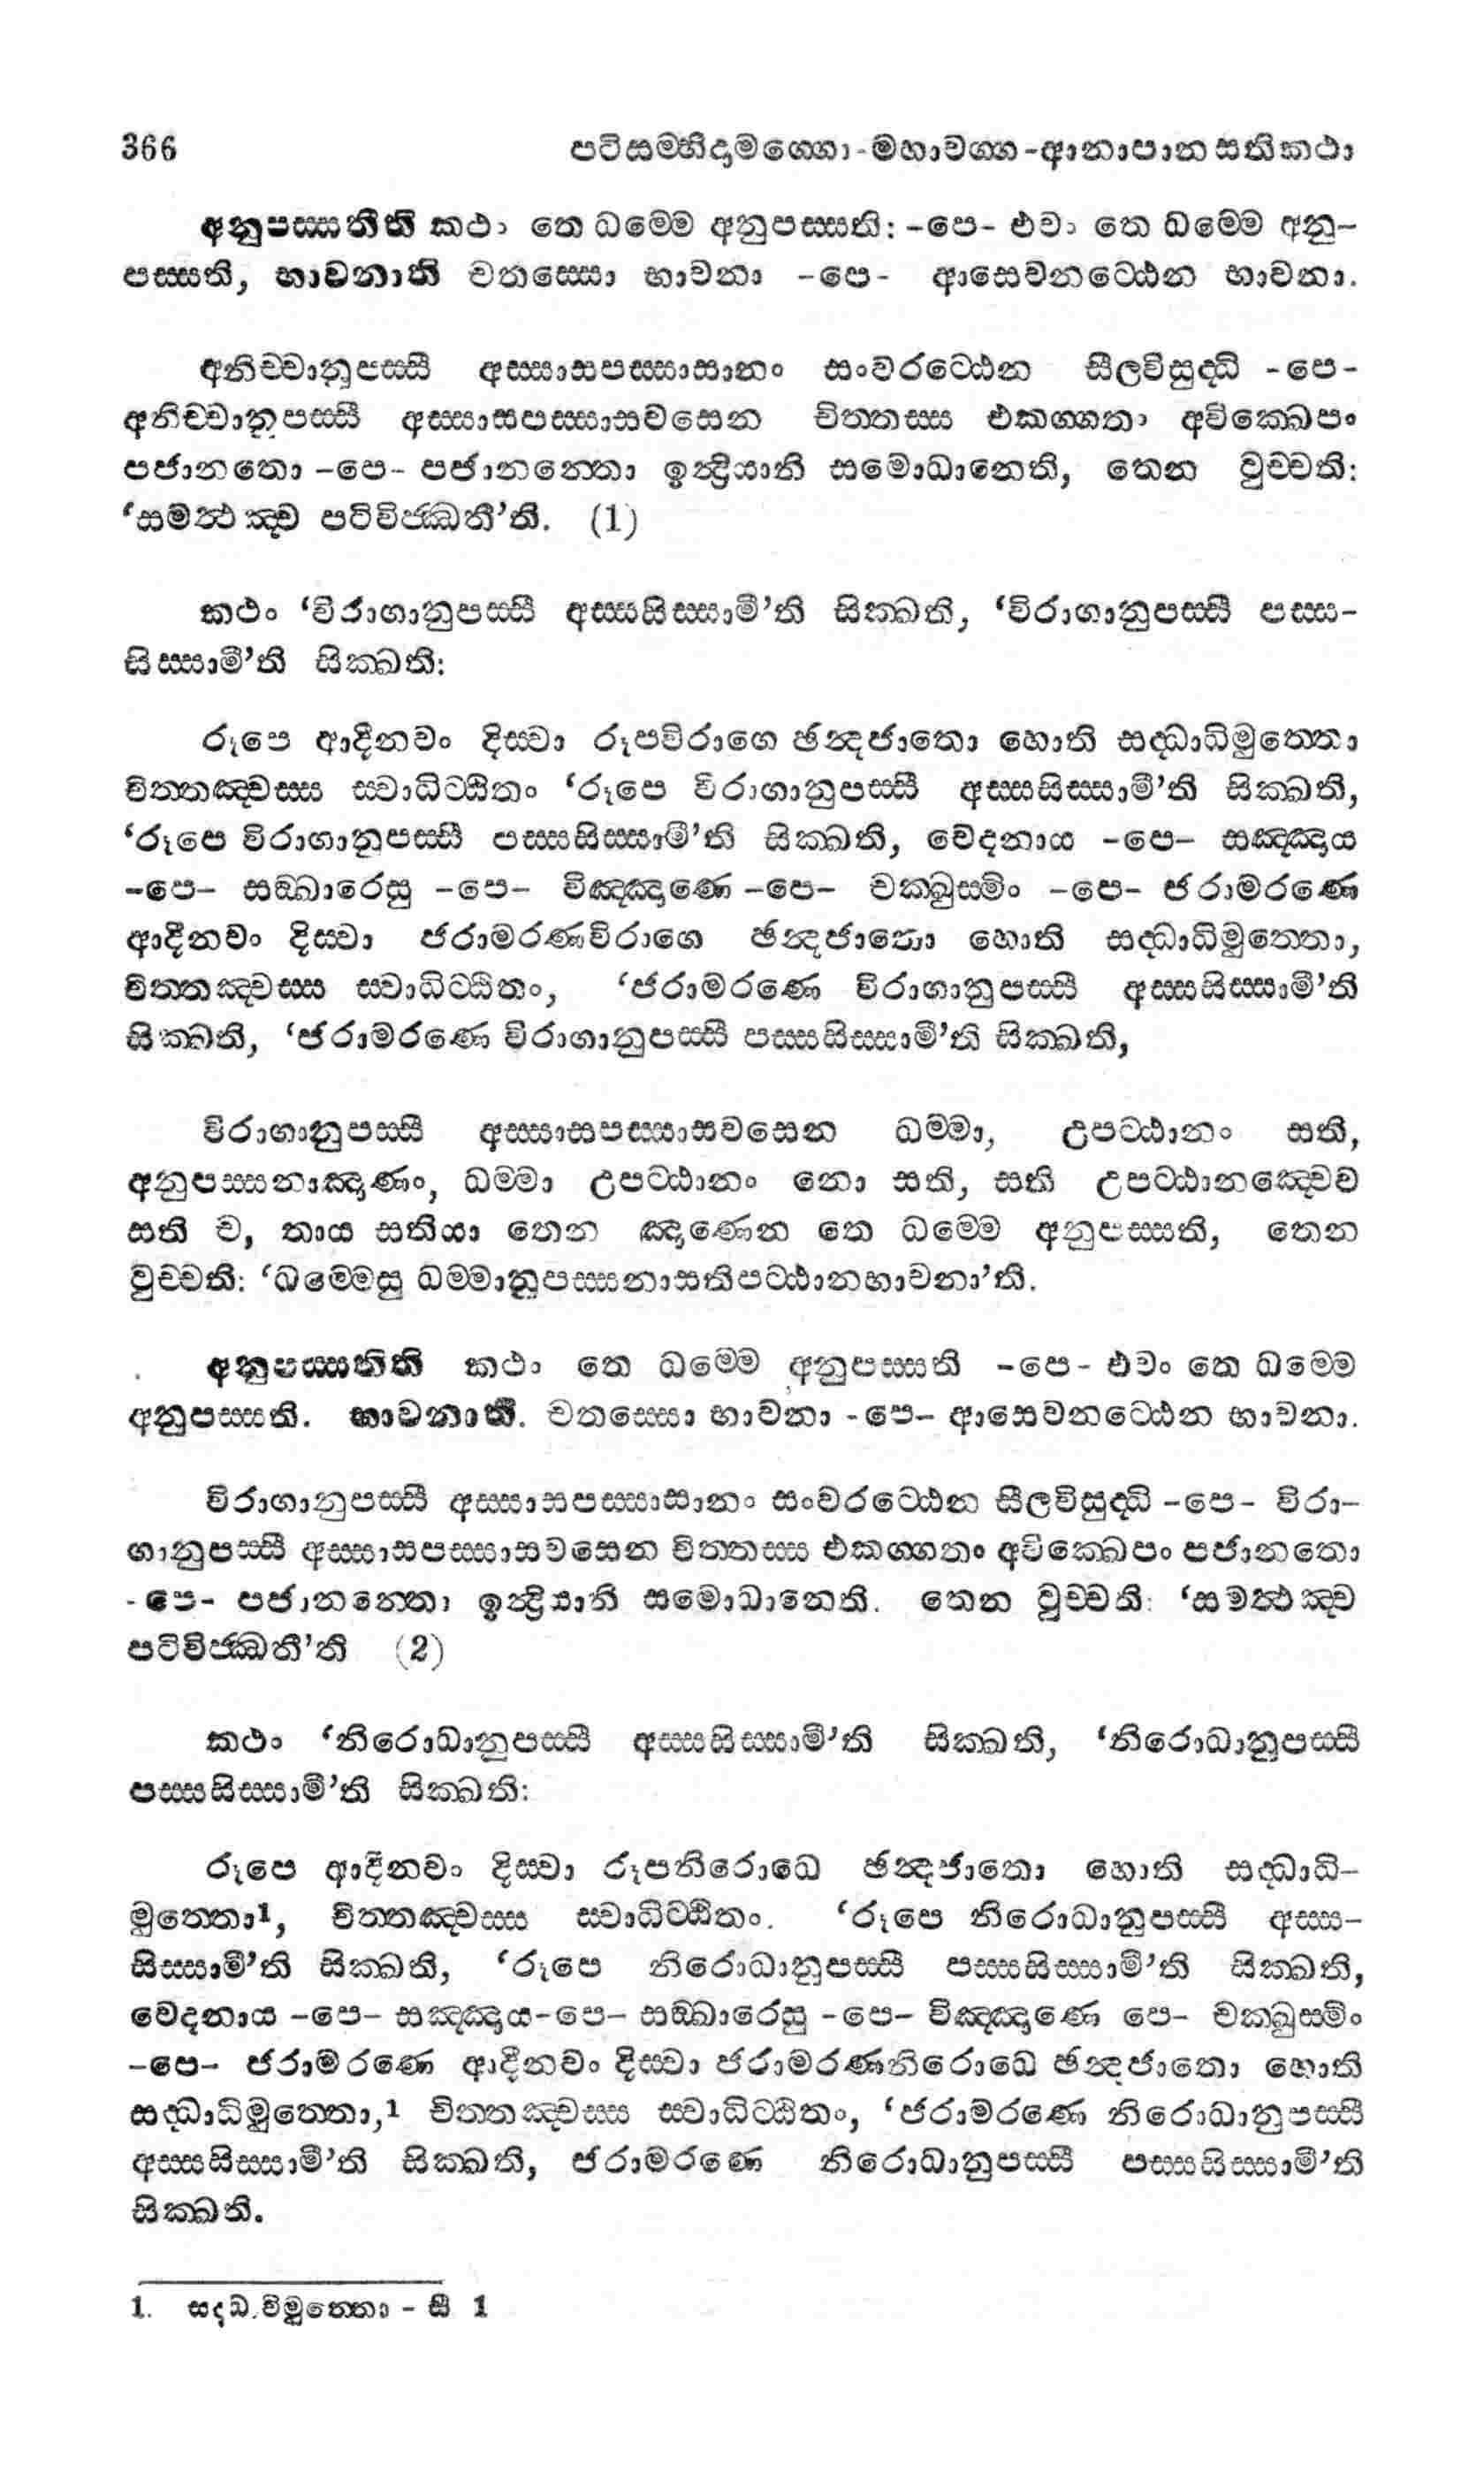 366 පටිසම්භිදාමග්ගො-මහාවග්ග-ආනාපානසතිකථා
අනුපස්සතීති කථං තෙ ධම්මෙ අනුපස්සති: -පෙ- එවං තෙ ධම්මෙ අනු-
පස්සති, භාවනාති චතස්සො භාවනා -පෙ- ආසෙවනට්ඨෙන භාවනා.
අනිච්චානුපස්සී අස්සාසපස්සාසානං සංවරට්ඨෙන සීලවිසුද්ධි -පෙ-
අනිච්චානුපස්සී අස්සාසපස්සාසවසෙන චිත්තස්ස එකග්ගතා අවික්ඛෙපං
පජානතො -පෙ- පජානන්තො ඉන්ද්‍රියානි සමොධානෙති, තෙන වුච්චති:
‘සමත්ථඤ්ච පටිවිජ්ඣතී’ති. (1)
කථං ‘විරාගානුපස්සී අස්සසිස්සාමී’ති සික්ඛති, ‘විරාගානුපස්සී පස්ස-
සිස්සාමී’ති සික්ඛති:
රූපෙ ආදීනවං දිස්වා රූපවිරාගෙ ඡන්දජාතො හොති සද්ධාධිමුත්තො
චිත්තඤ්චස්ස ස්වාධිට්ඨිතං ‘රූපෙ විරාගානුපස්සී අස්සසිස්සාමී’ති සික්ඛති,
‘රූපෙ විරාගානුපස්සී පස්සසිස්සාමී’ති සික්ඛති, වෙදනාය -පෙ- සඤ්ඤාය
-පෙ- සඞ්ඛාරෙසු -පෙ- විඤ්ඤාණෙ -පෙ- චක්ඛුස්මිං -පෙ- ජරාමරණෙ
ආදීනවං දිස්වා ජරාමරණවිරාගෙ ඡන්දජාතො හොති සද්ධාධිමුත්තො,
චිත්තඤ්චස්ස ස්වාධිට්ඨිතං, ‘ජරාමරණෙ විරාගානුපස්සී අස්සසිස්සාමී’ති
සික්ඛති, ‘ජරාමරණෙ විරාගානුපස්සී පස්සසිස්සාමී’ති සික්ඛති,
විරාගානුපස්සී අස්සාසපස්සාසවසෙන ධම්මා, උපට්ඨානං සති,
අනුපස්සනාඤාණං, ධම්මා උපට්ඨානං නො සති, සති උපට්ඨානඤ්චෙව
සති ච, තාය සතියා තෙන ඤාණෙන තෙ ධම්මෙ අනුපස්සති, තෙන
වුච්චති: ‘ධම්මෙසු ධම්මානුපස්සනාසතිපට්ඨානභාවනා’ති.
අනුපස්සතිති කථං තෙ ධම්මෙ අනුපස්සති -පෙ- එවං තෙ ධම්මෙ
අනුපස්සති. භාවනාති. චතස්සො භාවනා -පෙ- ආසෙවනට්ඨෙන භාවනා.
විරාගානුපස්සී අස්සාසපස්සාසානං සංවරට්ඨෙන සීලවිසුද්ධි -පෙ- විරා-
ගානුපස්සී අස්සාසපස්සාසවසෙන චිත්තස්ස එකග්ගතං අවික්ඛෙපං පජානතො
-පෙ- පජානන්තො ඉන්ද්‍රියානි සමොධානෙති. තෙන වුච්චති: ‘සමත්ථඤ්ච
පටිවිජ්ඣතී’ති (2)
කථං ‘නිරොධානුපස්සී අස්සසිස්සාමී’ති සික්ඛති, ‘නිරොධානුපස්සී
පස්සසිස්සාමී’ති සික්ඛති:
රූපෙ ආදීනවං දිස්වා රූපනිරොධෙ ඡන්දජාතො හොති සද්ධාධි-
මුත්තො1, චිත්තඤ්චස්ස ස්වාධිට්ඨිතං. ‘රූපෙ නිරොධානුපස්සී අස්ස-
සිස්සාමී’ති සික්ඛති, ‘රූපෙ නිරොධානුපස්සී පස්සසිස්සාමී’ති සික්ඛති,
වෙදනාය -පෙ- සඤ්ඤාය-පෙ- සඞ්ඛාරෙසු -පෙ- විඤ්ඤාණෙ පෙ- චක්ඛුස්මිං
-පෙ- ජරාමරණෙ ආදීනවං දිස්වා ජරාමරණනිරොධෙ ඡන්දජාතො හොති
සද්ධාධිමුත්තො,1 චිත්තඤ්චස්ස ස්වාධිට්ඨිතං, ‘ජරාමරණෙ නිරොධානුපස්සී
අස්සසිස්සාමී’ති සික්ඛති, ජරාමරණෙ නිරොධානුපස්සී පස්සසිස්සාමී’ති
සික්ඛති.
1. සද්ධාවිමුත්තො - සී 1